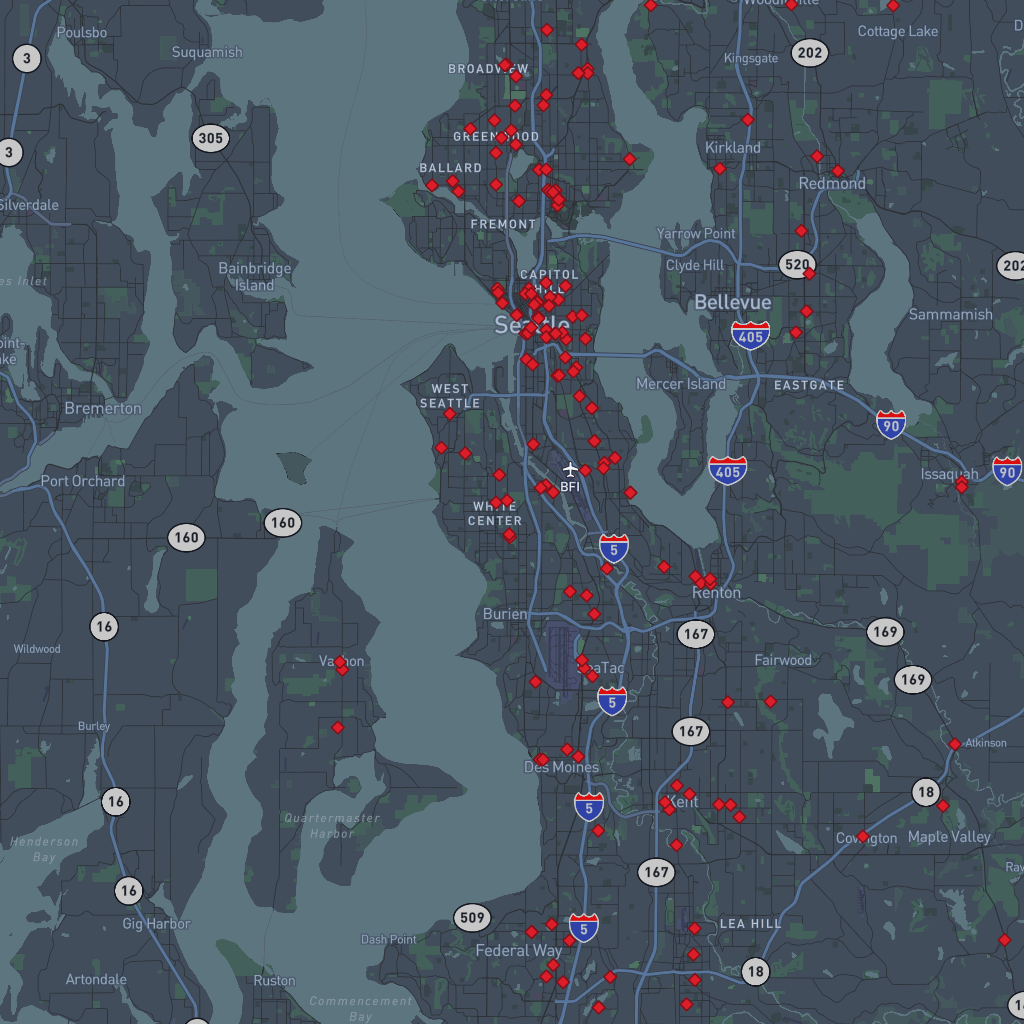 Poulsbo
Cottage Lake
3
Suquamish
202
Kingsgate
BROADVIEW
305
3
Kirkland
BALLARD
Redmond
Silverdale
FREMONT
Yarrow Point
520
Clyde Hill
202
CAPITOL
HILL
Bainbridge
Island
Bellevue
Sammamish
Seattle
405
Mercer Island
EASTGATE
WEST
SEATTLE
Bremerton
90
405
90
Issaquah
Port Orchard
BFI
WHITE
CENTER
160
160
5
Renton
Burien
16
167
169
Wildwood
Vashon
SeaTac
Fairwood
169
5
Burley
167
Atkinson
Des Moines
16
5
Kent
18
Quartermaster
Harbor
Covington
Maple Valley
Henderson
Bay
167
16
509
5
LEA HILL
Gig Harbor
Dash Point
Federal Way
18
Artondale
Ruston
Commencement
Bay